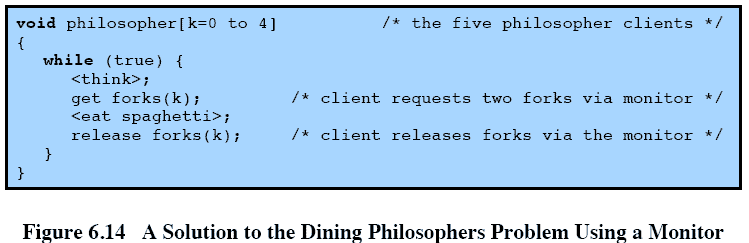 void philosopher[k=0 to 4] /* the five philosopher clients */
{
while (true) {
<think>;
get forks(k); /* client requests two forks via monitor */
<eat spaghetti>;
release forks(k); /* client releases forks via the monitor */
}
}
Figure 6.14 A Solution to the Dining Philosophers Problem Using a Monitor